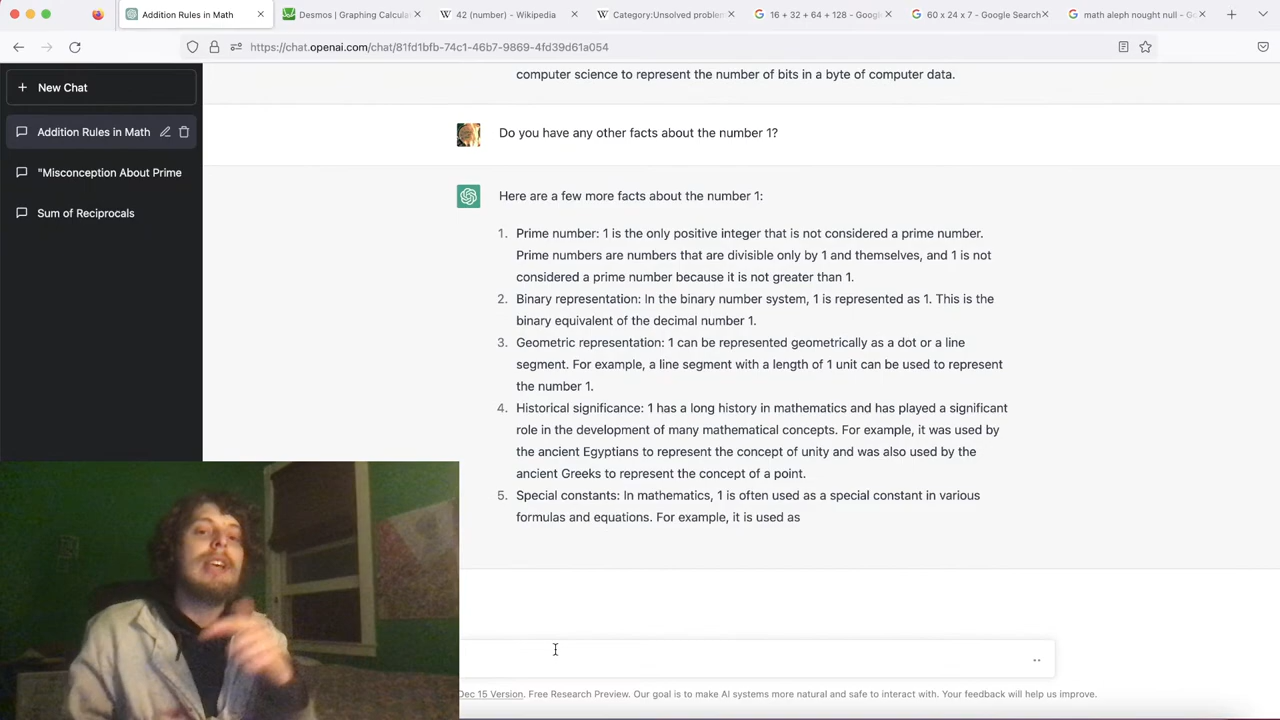 Addition Rules in Math
Desmos | Graphing Calcula
42 (number) - Wikipedia
Category:Unsolved problem
16 + 32 + 64 + 128 - Google
60 x 24 x 7 - Google Search
math aleph nought null - Go
https://chat.openai.com/chat/81fd1bfb-74c1-46b7-9869-4fd39d61a054
New Chat
Addition Rules in Math
"Misconception About Prime
Sum of Reciprocals
computer science to represent the number of bits in a byte of computer data.
Do you have any other facts about the number 1?
Here are a few more facts about the number 1:
1. Prime number: 1 is the only positive integer that is not considered a prime number.
Prime numbers are numbers that are divisible only by 1 and themselves, and 1 is not
considered a prime number because it is not greater than 1.
2. Binary representation: In the binary number system, 1 is represented as 1. This is the
binary equivalent of the decimal number 1.
3. Geometric representation: 1 can be represented geometrically as a dot or a line
segment. For example, a line segment with a length of 1 unit can be used to represent
the number 1.
4. Historical significance: 1 has a long history in mathematics and has played a significant
role in the development of many mathematical concepts. For example, it was used by
the ancient Egyptians to represent the concept of unity and was also used by the
ancient Greeks to represent the concept of a point.
5. Special constants: In mathematics, 1 is often used as a special constant in various
formulas and equations. For example, it is used as
Dec 15 Version. Free Research Preview. Our goal is to make AI systems more natural and safe to interact with. Your feedback will help us improve.